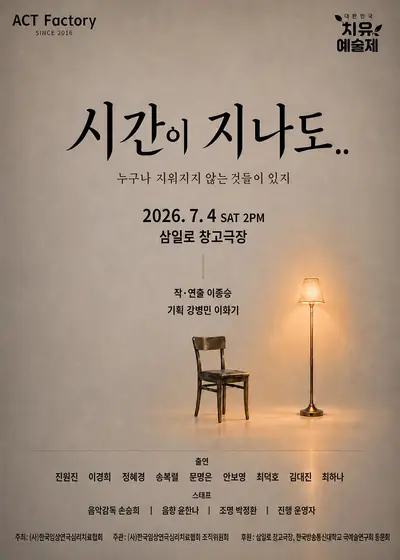 ACT Factory
SINCE 2016
대한민국
치유
예술제
시간이 지나도..
누구나 지워지지 않는 것들이 있지
2026. 7. 4 SAT 2PM
삼일로 창고극장
작·연출 이종승
기획 강병민 이화기
출연
진원진 이경희 정혜경 송복렬 문명은 안보영 최덕호 김대진 최하나
스태프
음악감독 손승희 | 음향 윤한나 | 조명 박정환 | 진행 운영자
주최 : (사)한국임상연극심리치료협회 주관 : (사)한국임상연극심리치료협회 조직위원회 후원 : 삼일로 창고극장, 한국방송통신대학교 극예술연구회 동문회